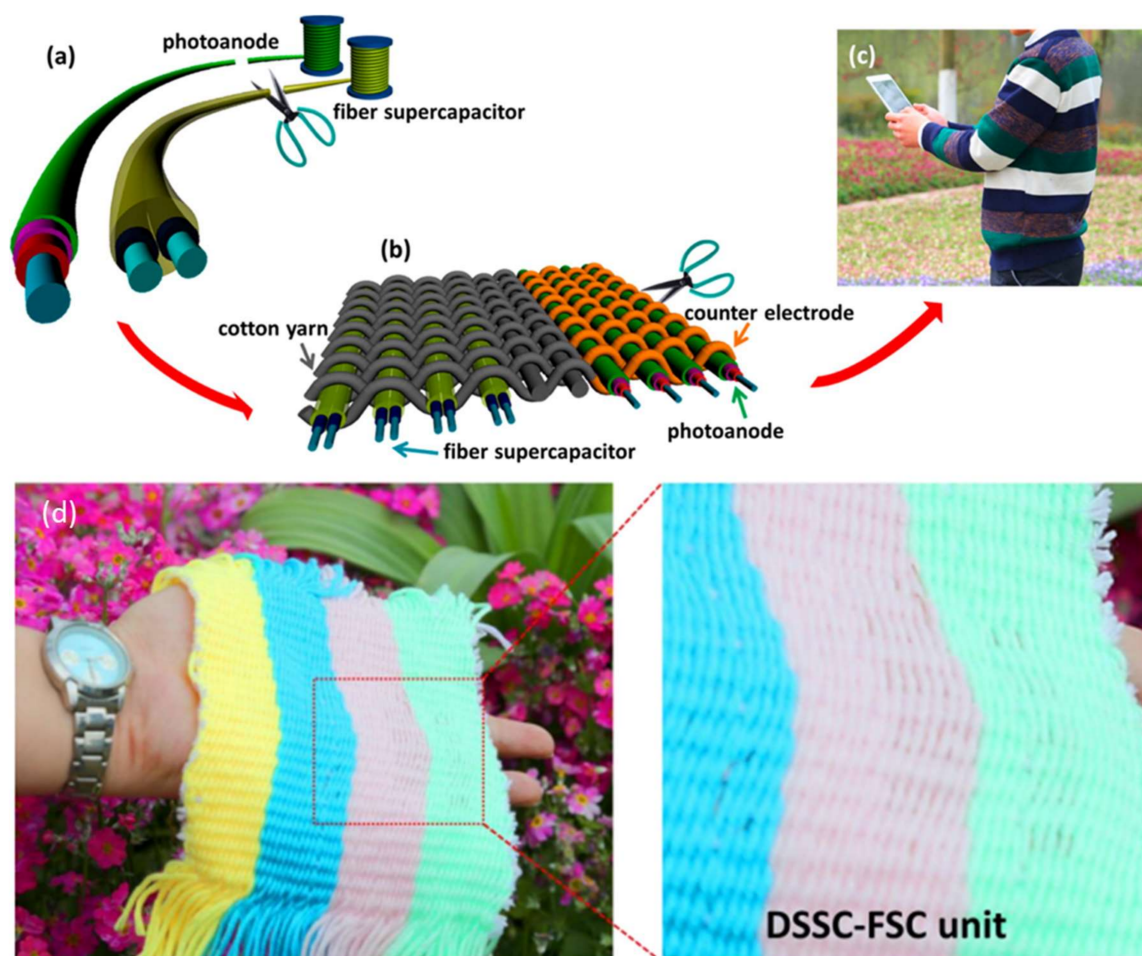 (a)
photoanode
fiber supercapacitor
(c)
(b)
cotton yarn
counter electrode
photoanode
fiber supercapacitor
(d)
DSSC-FSC unit